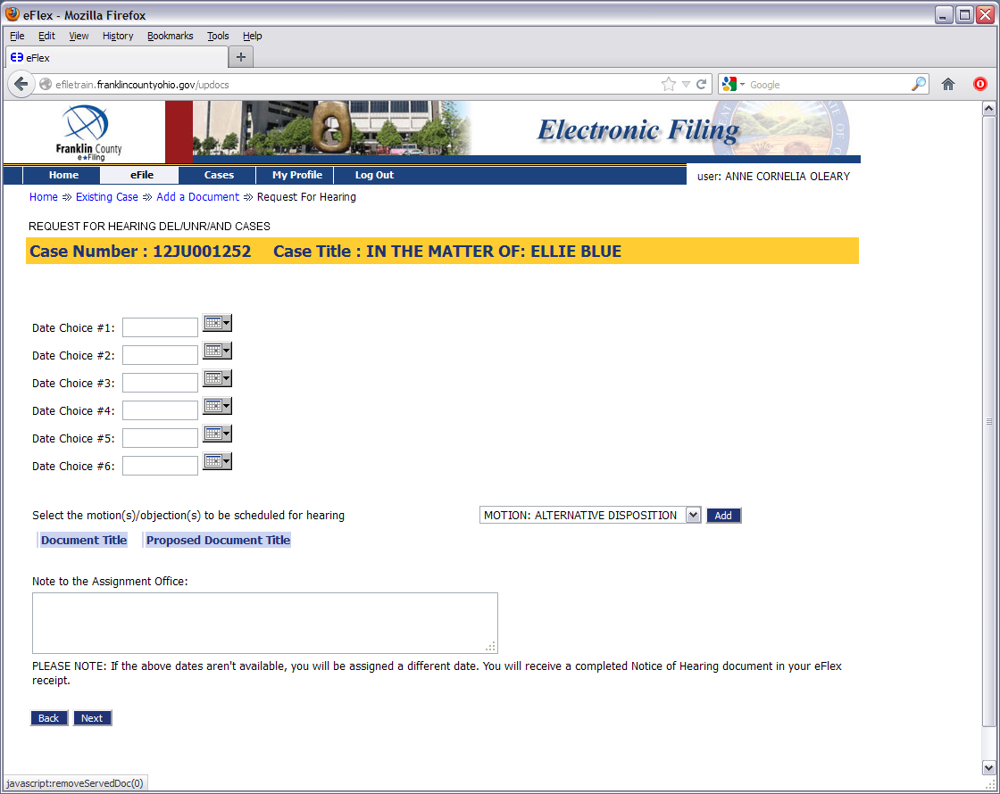 eFlex - Mozilla Firefox
File Edit View History Bookmarks Tools Help
eFlex
efiletrain.franklincountyohio.gov/updocs
Google
Franklin County
e★Filing
Electronic Filing
Home eFile Cases My Profile Log Out
user: ANNE CORNELIA OLEARY
Home ⇒ Existing Case ⇒ Add a Document ⇒ Request For Hearing
REQUEST FOR HEARING DEL/UNR/AND CASES
Case Number : 12JU001252 Case Title : IN THE MATTER OF: ELLIE BLUE
Date Choice #1:
Date Choice #2:
Date Choice #3:
Date Choice #4:
Date Choice #5:
Date Choice #6:
Select the motion(s)/objection(s) to be scheduled for hearing MOTION: ALTERNATIVE DISPOSITION Add
Document Title Proposed Document Title
Note to the Assignment Office:
PLEASE NOTE: If the above dates aren't available, you will be assigned a different date. You will receive a completed Notice of Hearing document in your eFlex
receipt.
Back Next
javascript:removeServedDoc(0)